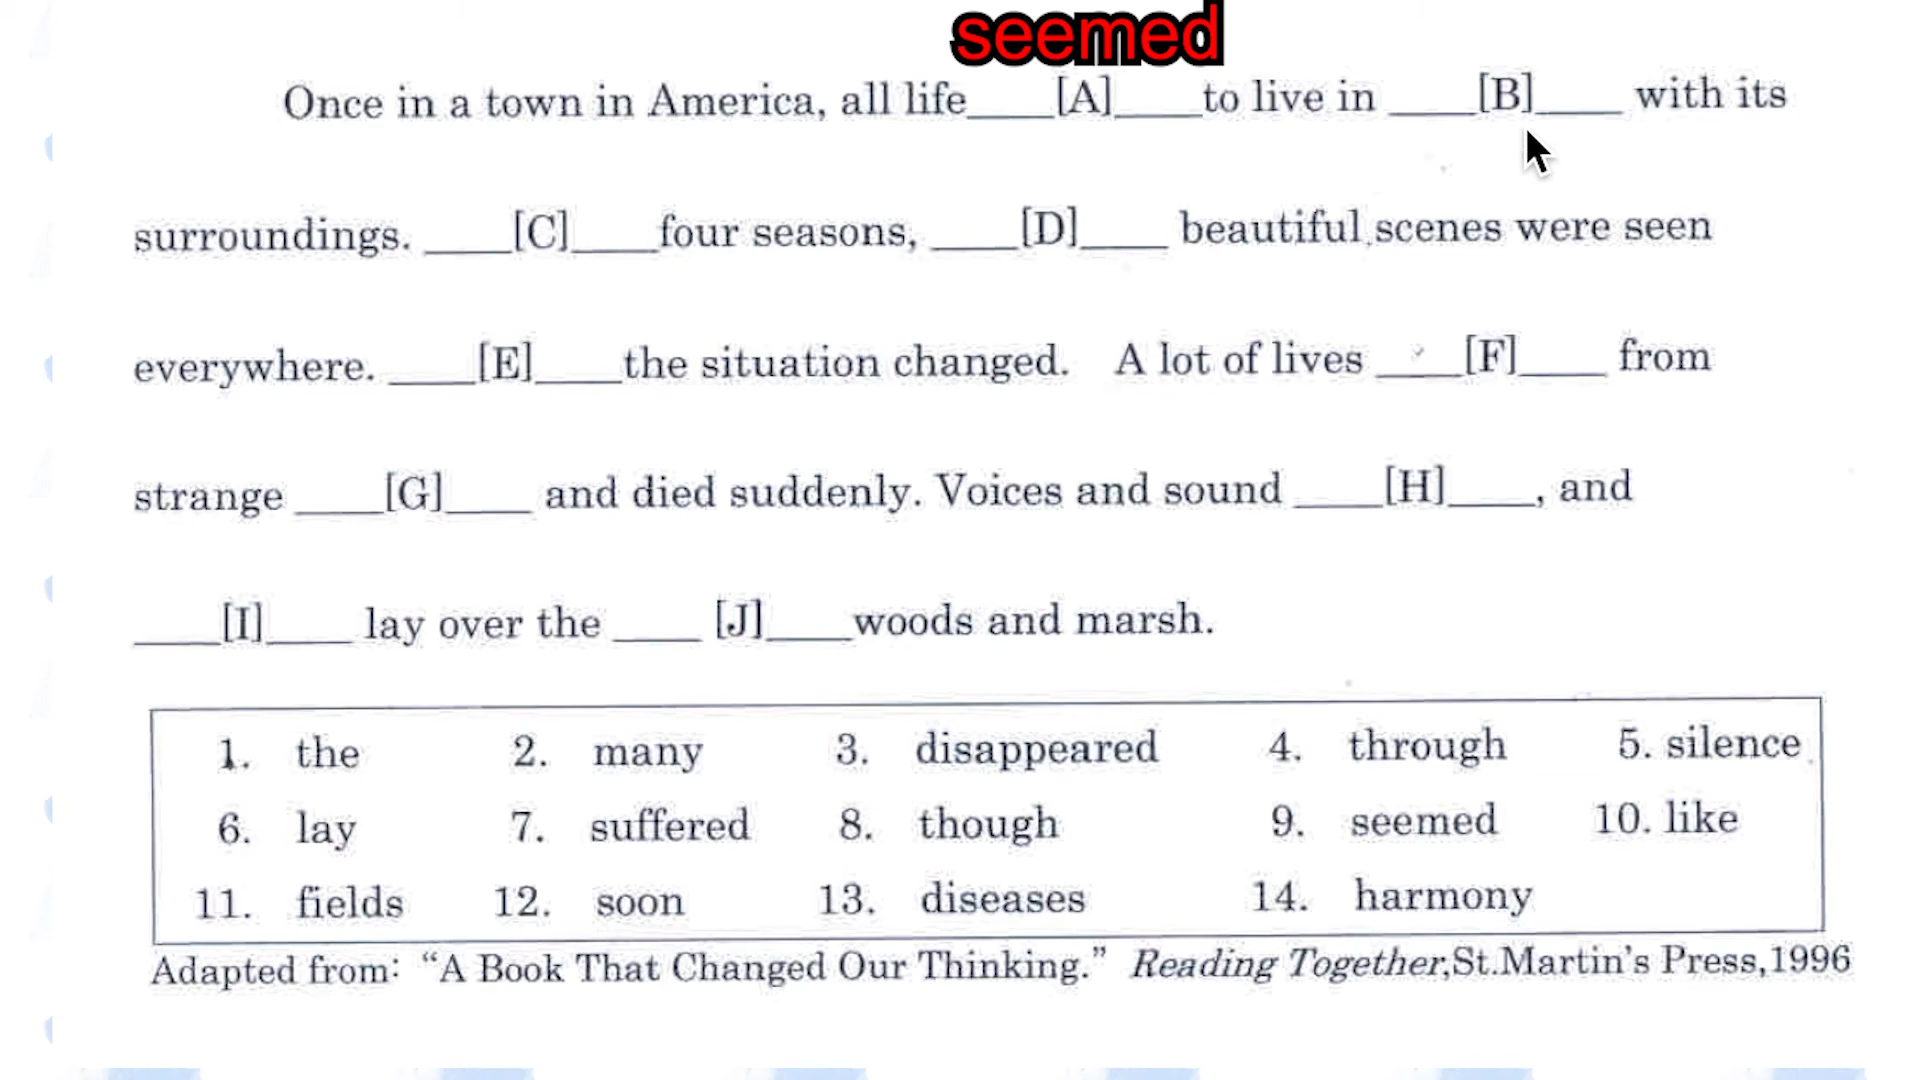 seemed
Once in a town in America, all life____[A]____to live in ____[B]____ with its
surroundings. ____[C]____four seasons, ____[D]____ beautiful scenes were seen
everywhere. ____[E]____the situation changed. A lot of lives ____[F]____ from
strange ____[G]____ and died suddenly. Voices and sound ____[H]____, and
____[I]____ lay over the ____ [J]____woods and marsh.
1. the 2. many 3. disappeared 4. through 5. silence
6. lay 7. suffered 8. though 9. seemed 10. like
11. fields 12. soon 13. diseases 14. harmony
Adapted from: “A Book That Changed Our Thinking.” Reading Together,St.Martin’s Press,1996